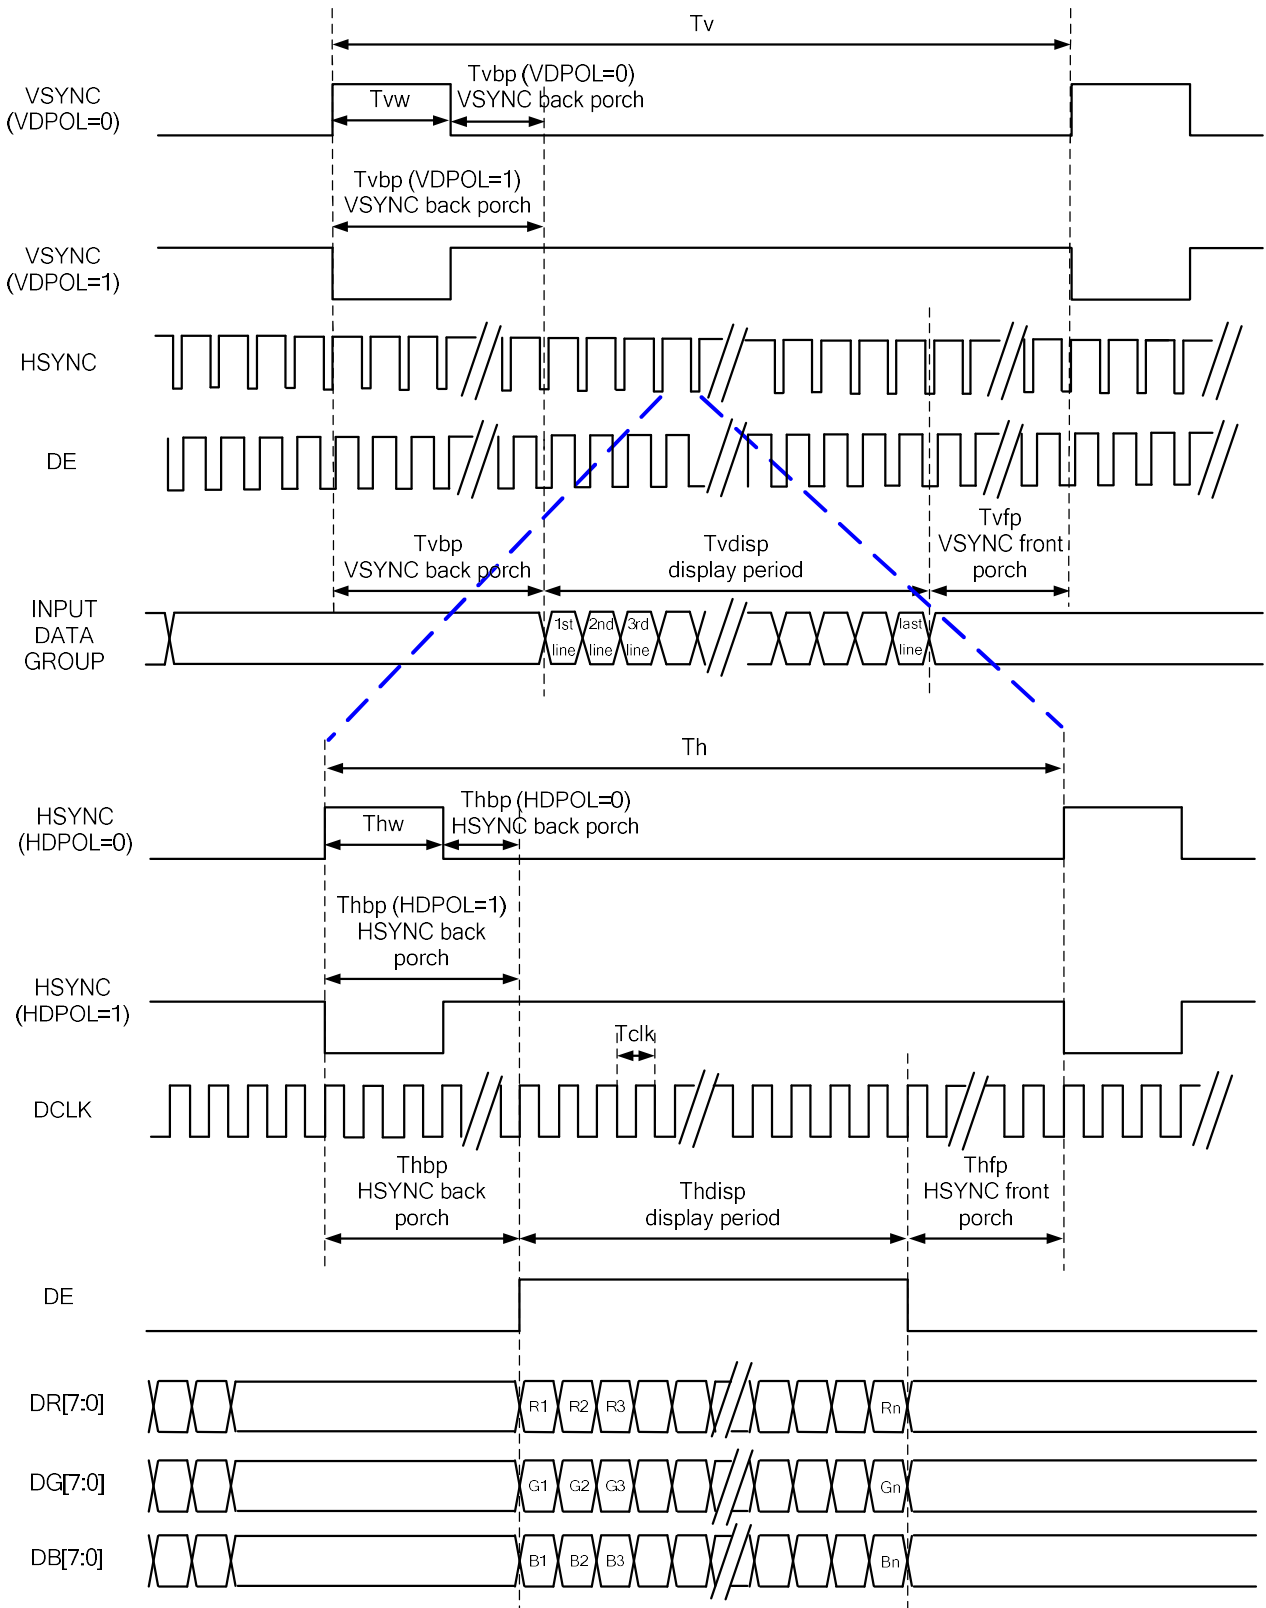 Tv
VSYNC
(VDPOL=0)
Tvw
Tvbp (VDPOL=0)
VSYNC back porch
Tvbp (VDPOL=1)
VSYNC back porch
VSYNC
(VDPOL=1)
HSYNC
DE
Tvbp
VSYNC back porch
Tvdisp
display period
Tvfp
VSYNC front
porch
INPUT
DATA
GROUP
1st
line
2nd
line
3rd
line
last
line
Th
HSYNC
(HDPOL=0)
Thw
Thbp (HDPOL=0)
HSYNC back porch
Thbp (HDPOL=1)
HSYNC back
porch
HSYNC
(HDPOL=1)
Tclk
DCLK
Thbp
HSYNC back
porch
Thdisp
display period
Thfp
HSYNC front
porch
DE
DR[7:0]
R1 R2 R3 Rn
DG[7:0]
G1 G2 G3 Gn
DB[7:0]
B1 B2 B3 Bn